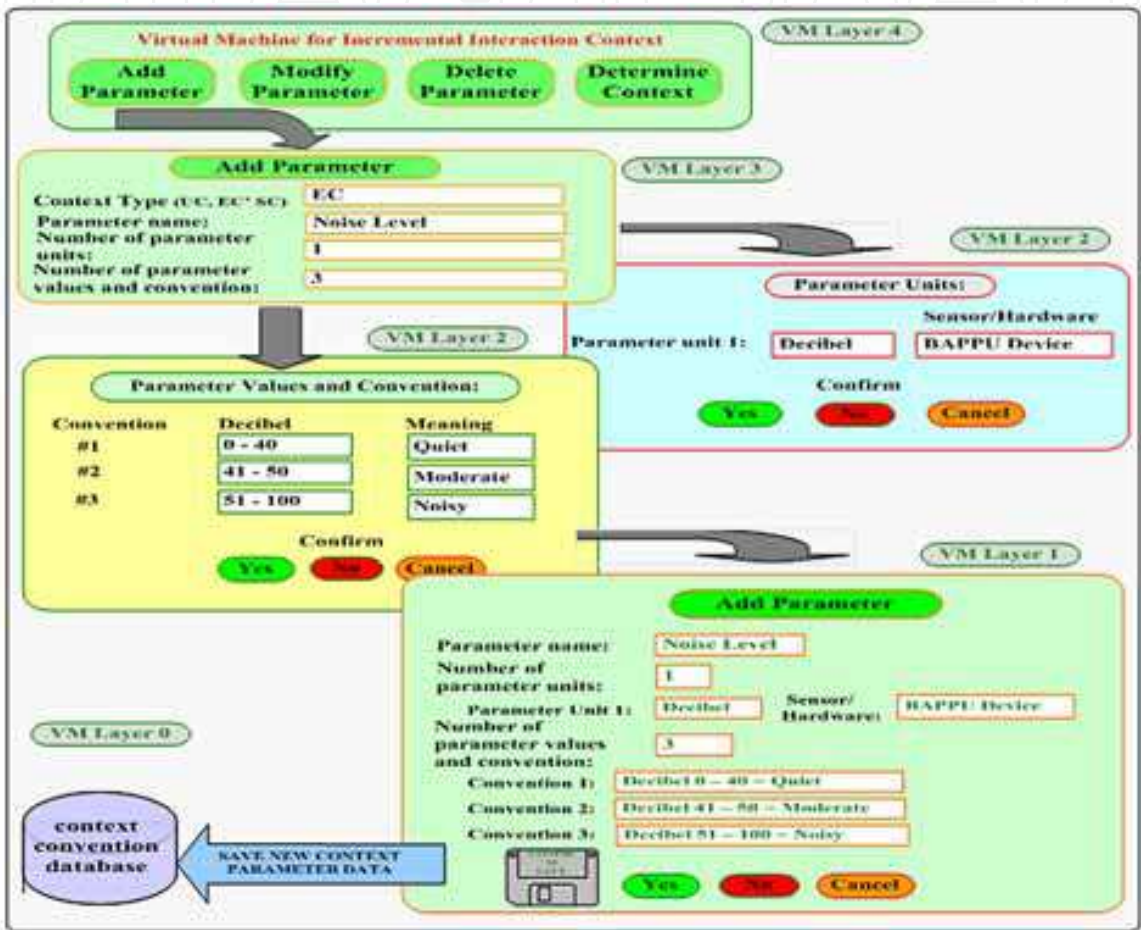 VM Layer 4
Virtual Machine for Incremental Interaction Context
Add Parameter
Modify Parameter
Delete Parameter
Determine Context
VM Layer 3
Add Parameter
Context Type (UC, EC' SC) EC
Parameter name: Noise Level
Number of parameter units: 1
Number of parameter values and convention: 3
VM Layer 2
Parameter Units:
Sensor/Hardware
Parameter unit 1: Decibel BAPPU Device
Confirm
Yes No Cancel
VM Layer 2
Parameter Values and Convention:
Convention Decibel Meaning
#1 0 - 40 Quiet
#2 41 - 50 Moderate
#3 51 - 100 Noisy
Confirm
Yes No Cancel
VM Layer 1
Add Parameter
Parameter name: Noise Level
Number of parameter units: 1
Parameter Unit 1: Decibel Sensor/ Hardware: BAPPU Device
Number of parameter values and convention: 3
Convention 1: Decibel 0 – 40 = Quiet
Convention 2: Decibel 41 – 50 = Moderate
Convention 3: Decibel 51 – 100 = Noisy
Yes No Cancel
VM Layer 0
context convention database
SAVE NEW CONTEXT PARAMETER DATA